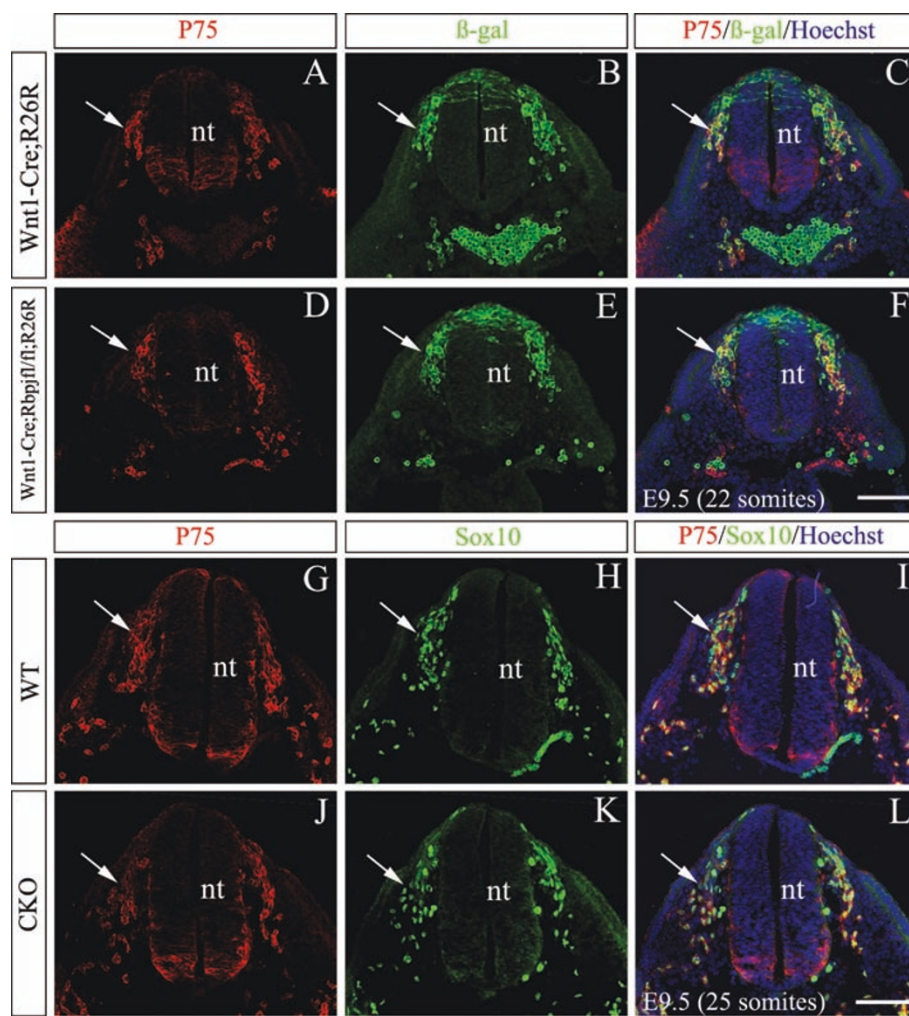 P75 ß-gal P75/ß-gal/Hoechst
Wnt1-Cre;R26R
A B C
nt nt nt
Wnt1-Cre;Rbpjfl/fl;R26R
D E F
nt nt nt
E9.5 (22 somites)
P75 Sox10 P75/Sox10/Hoechst
WT
G H I
nt nt nt
CKO
J K L
nt nt nt
E9.5 (25 somites)